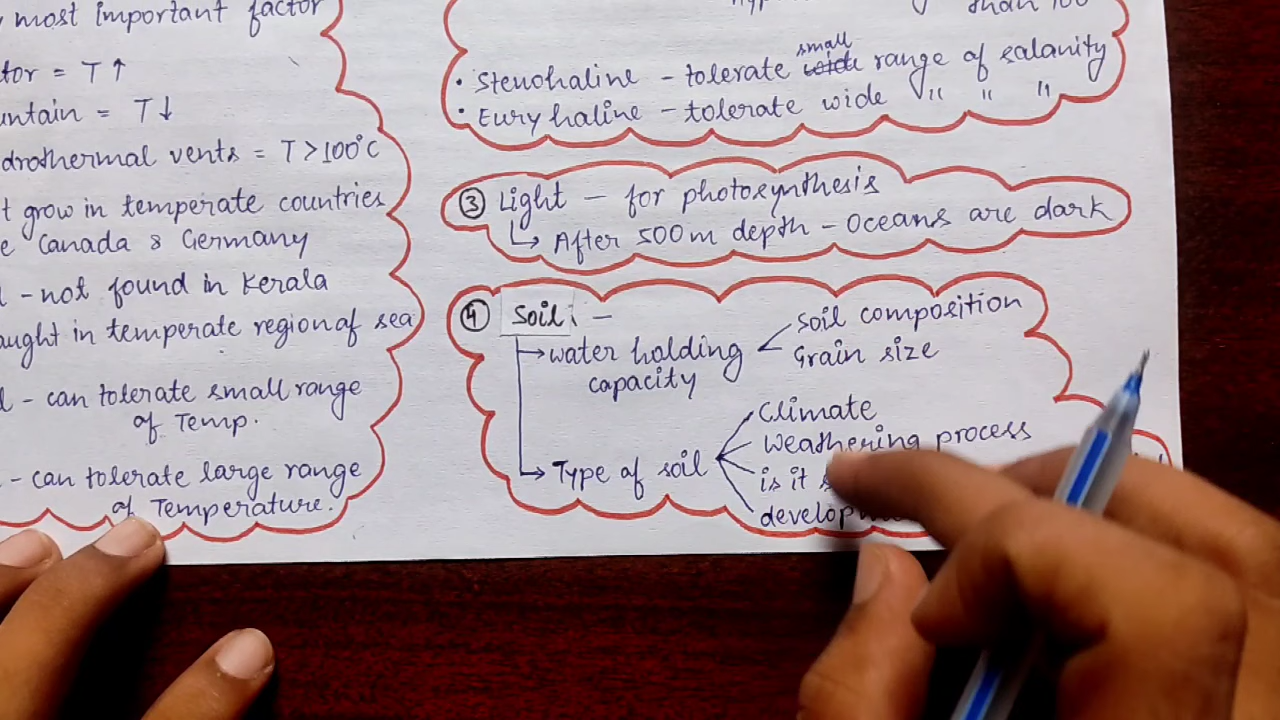 most important factor
tor = T ↑
untain = T↓
drothermal vents = T > 100°C
t grow in temperate countries
e Canada & Germany
l - not found in Kerala
aught in temperate region of sea
l - can tolerate small range
of Temp.
- can tolerate large range
of Temperature.
than 100
small
• Stenohaline - tolerate range of salanity
• Euryhaline - tolerate wide " " "
③ Light - for photosynthesis
↳ After 500m depth - Oceans are dark
④ Soil: -
Soil composition
→ water holding
Grain size
capacity
Climate
Weathering process
→ Type of soil
is it